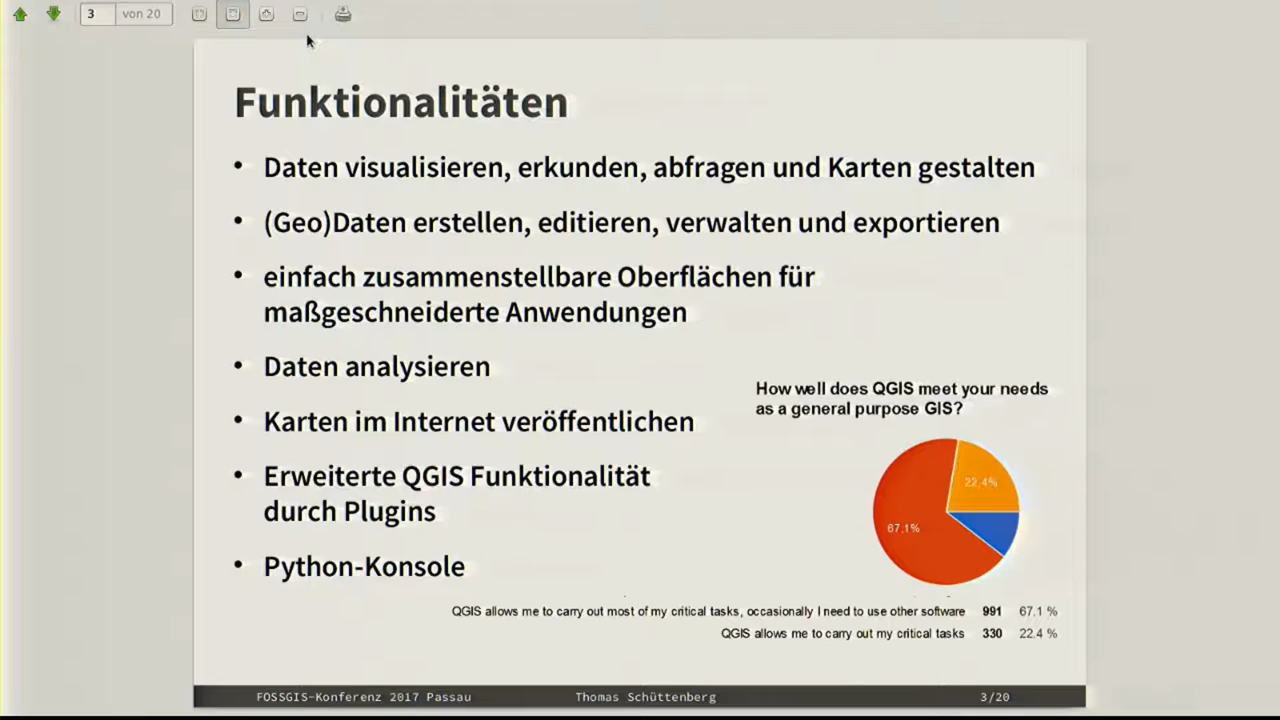 3 von 20
Funktionalitäten
• Daten visualisieren, erkunden, abfragen und Karten gestalten
• (Geo)Daten erstellen, editieren, verwalten und exportieren
• einfach zusammenstellbare Oberflächen für
maßgeschneiderte Anwendungen
• Daten analysieren
• Karten im Internet veröffentlichen
• Erweiterte QGIS Funktionalität
durch Plugins
• Python-Konsole
How well does QGIS meet your needs
as a general purpose GIS?
22,4%
67,1%
QGIS allows me to carry out most of my critical tasks, occasionally I need to use other software 991 67.1 %
QGIS allows me to carry out my critical tasks 330 22.4 %
FOSSGIS-Konferenz 2017 Passau Thomas Schüttenberg 3/20